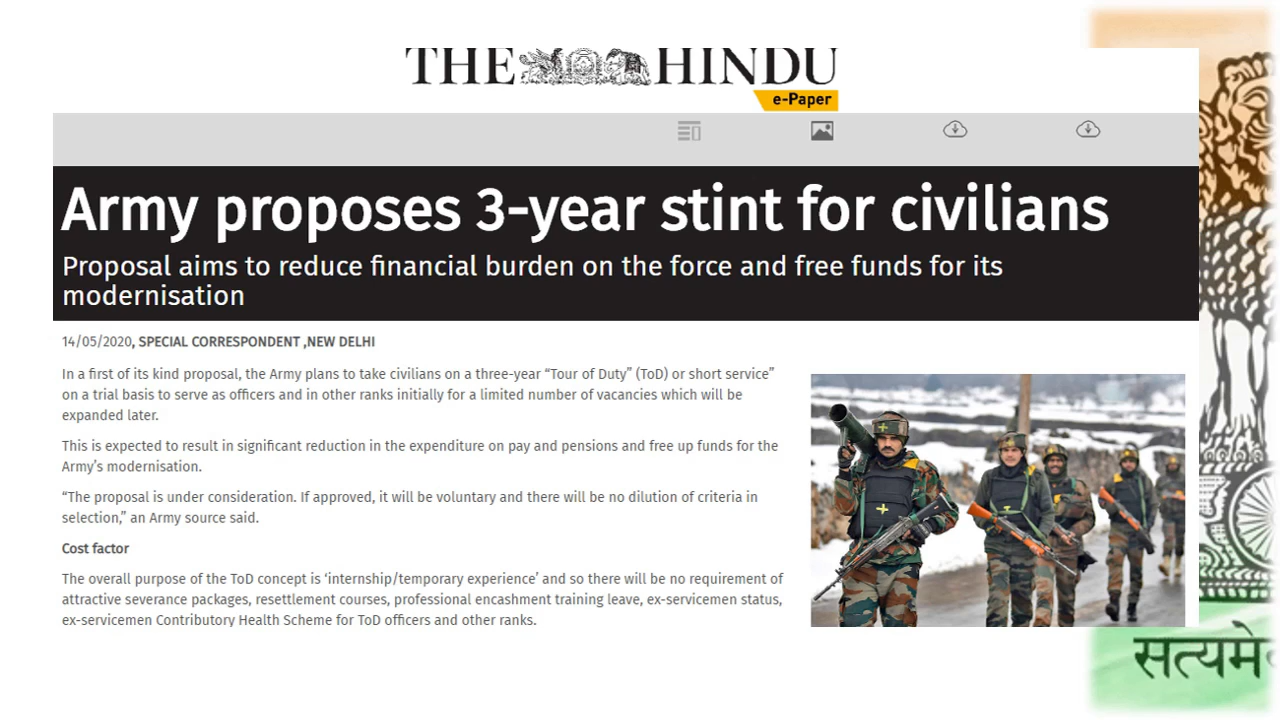 THE HINDU
e-Paper
Army proposes 3-year stint for civilians
Proposal aims to reduce financial burden on the force and free funds for its
modernisation
14/05/2020, SPECIAL CORRESPONDENT ,NEW DELHI
In a first of its kind proposal, the Army plans to take civilians on a three-year “Tour of Duty” (ToD) or short service”
on a trial basis to serve as officers and in other ranks initially for a limited number of vacancies which will be
expanded later.
This is expected to result in significant reduction in the expenditure on pay and pensions and free up funds for the
Army’s modernisation.
“The proposal is under consideration. If approved, it will be voluntary and there will be no dilution of criteria in
selection,” an Army source said.
Cost factor
The overall purpose of the ToD concept is ‘internship/temporary experience’ and so there will be no requirement of
attractive severance packages, resettlement courses, professional encashment training leave, ex-servicemen status,
ex-servicemen Contributory Health Scheme for ToD officers and other ranks.